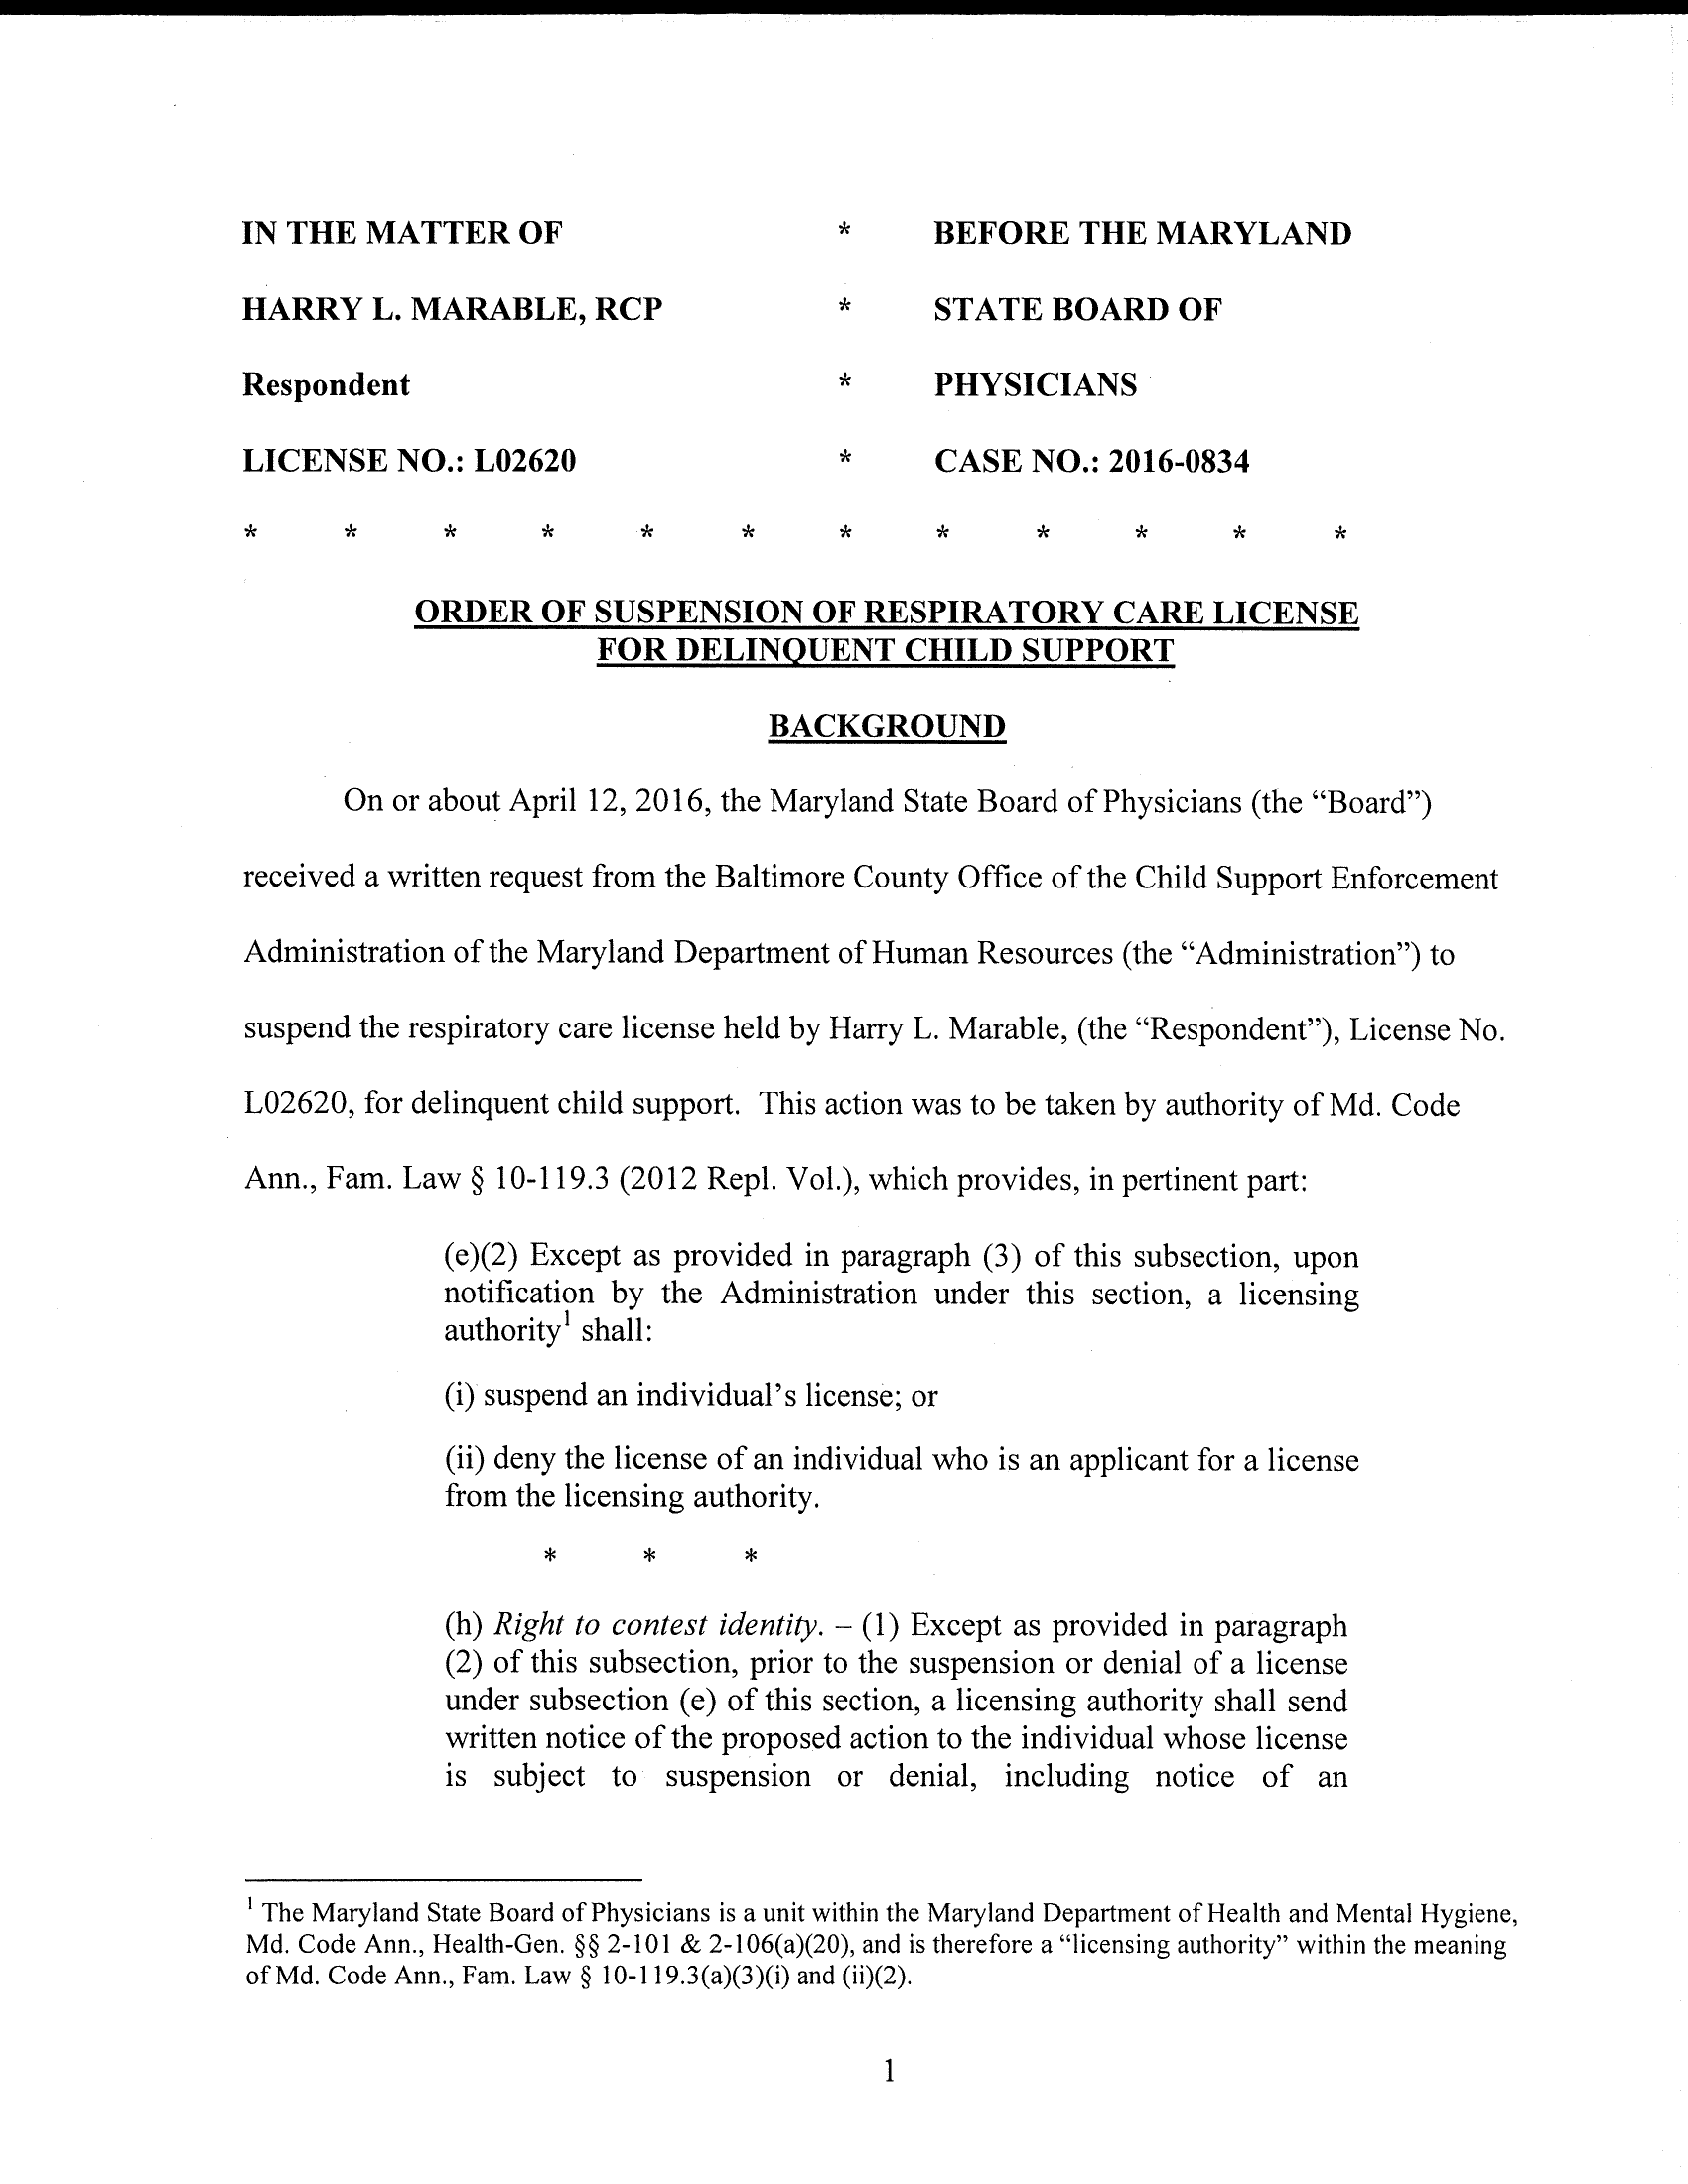 IN THE MATTER OF * BEFORE THE MARYLAND
HARRY L. MARABLE, RCP * STATE BOARD OF
Respondent * PHYSICIANS
LICENSE NO.: L02620 * CASE NO.: 2016-0834
* * * * * * * * * * * *
ORDER OF SUSPENSION OF RESPIRATORY CARE LICENSE
FOR DELINQUENT CHILD SUPPORT
BACKGROUND
On or about April 12, 2016, the Maryland State Board of Physicians (the “Board”)
received a written request from the Baltimore County Office of the Child Support Enforcement
Administration of the Maryland Department of Human Resources (the “Administration”) to
suspend the respiratory care license held by Harry L. Marable, (the “Respondent”), License No.
L02620, for delinquent child support. This action was to be taken by authority of Md. Code
Ann., Fam. Law § 10-119.3 (2012 Repl. Vol.), which provides, in pertinent part:
(e)(2) Except as provided in paragraph (3) of this subsection, upon
notification by the Administration under this section, a licensing
authority¹ shall:
(i) suspend an individual’s license; or
(ii) deny the license of an individual who is an applicant for a license
from the licensing authority.
* * *
(h) Right to contest identity. – (1) Except as provided in paragraph
(2) of this subsection, prior to the suspension or denial of a license
under subsection (e) of this section, a licensing authority shall send
written notice of the proposed action to the individual whose license
is subject to suspension or denial, including notice of an
¹ The Maryland State Board of Physicians is a unit within the Maryland Department of Health and Mental Hygiene,
Md. Code Ann., Health-Gen. §§ 2-101 & 2-106(a)(20), and is therefore a “licensing authority” within the meaning
of Md. Code Ann., Fam. Law § 10-119.3(a)(3)(i) and (ii)(2).
1